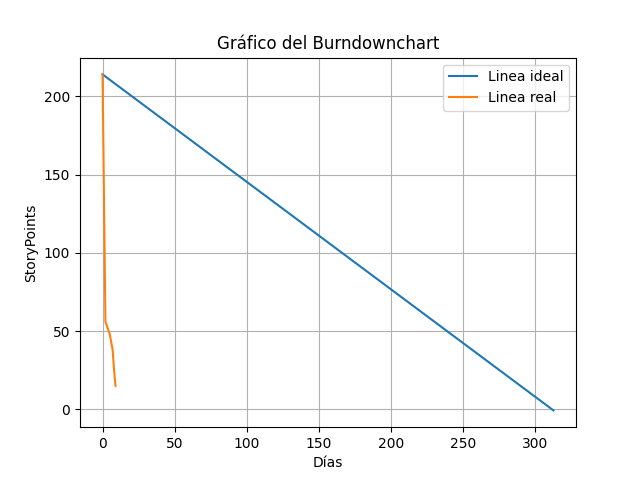 Gráfico del Burndownchart
Linea ideal
Linea real
StoryPoints
200
150
100
50
0
0 50 100 150 200 250 300
Días